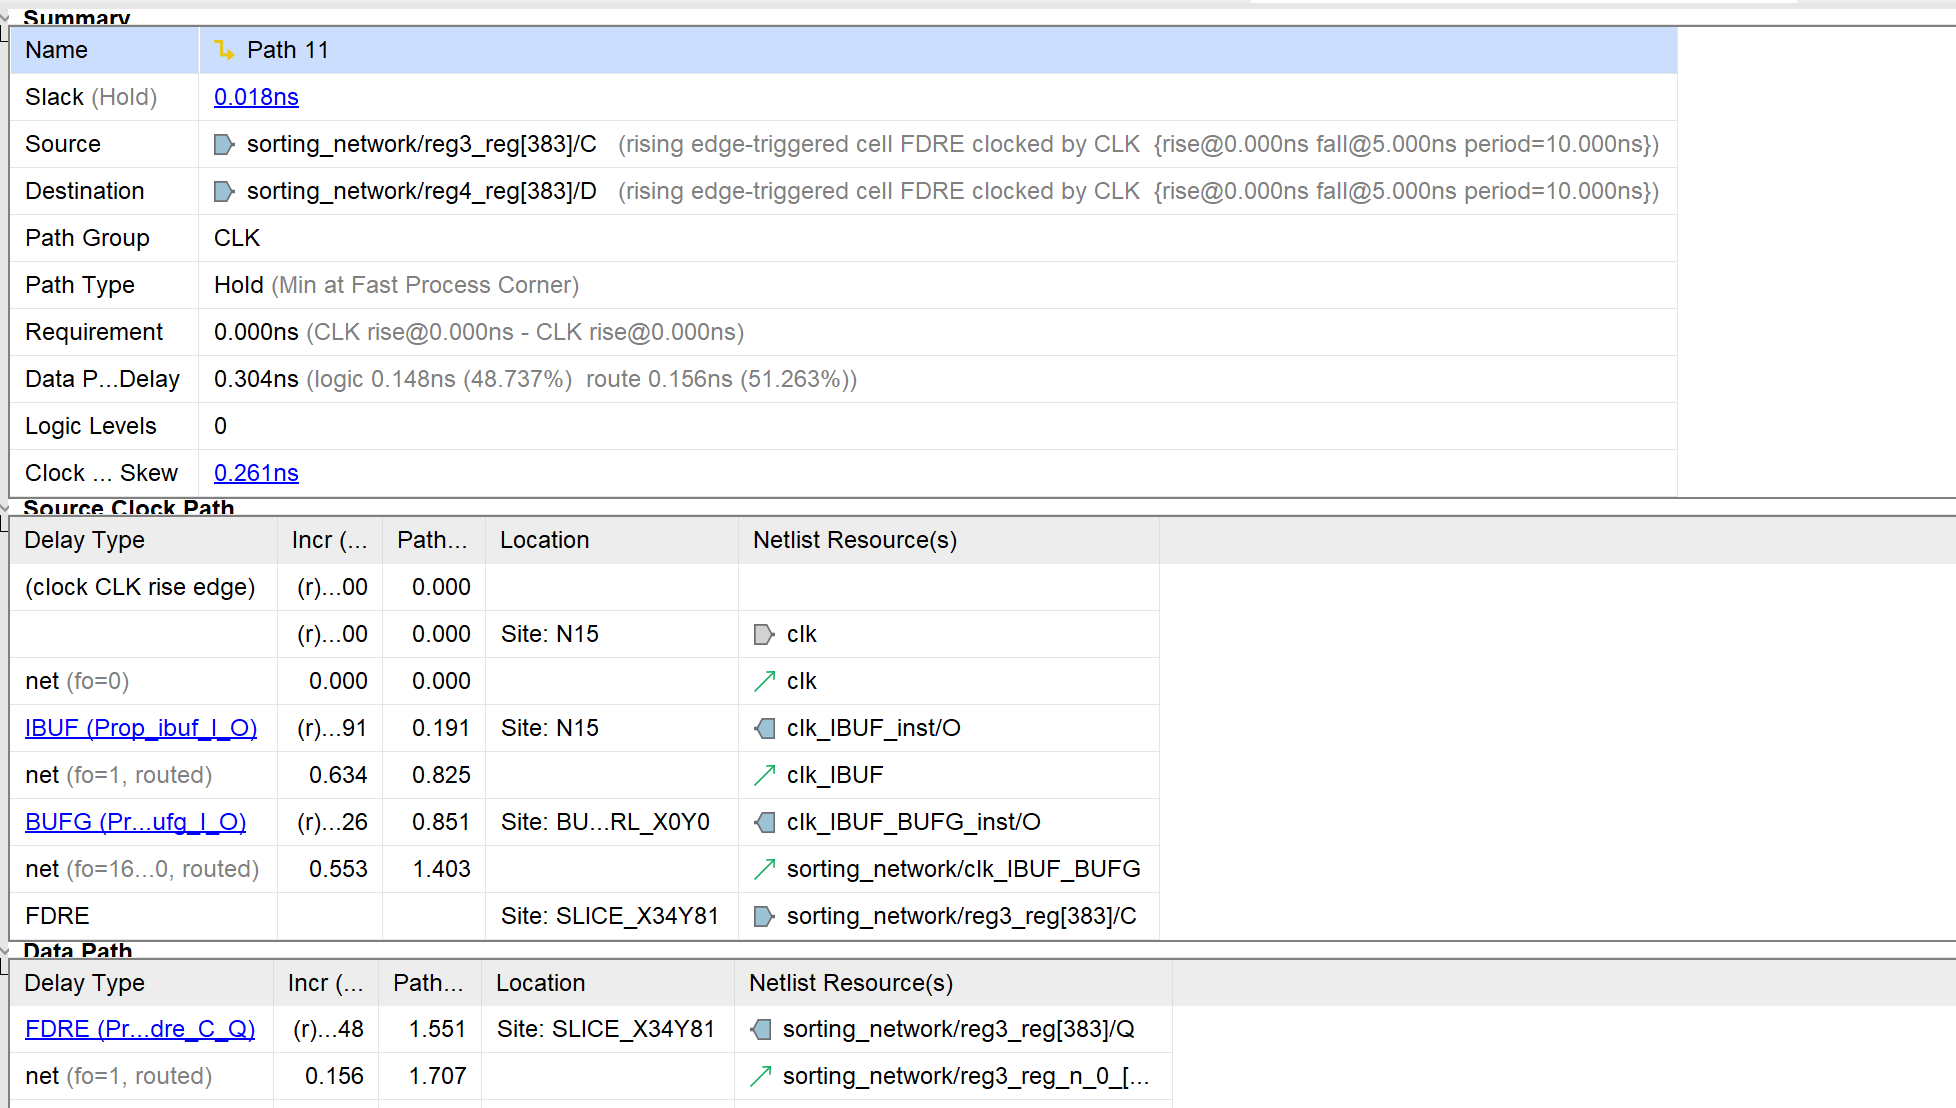 Summary
Name Path 11
Slack (Hold) 0.018ns
Source sorting_network/reg3_reg[383]/C (rising edge-triggered cell FDRE clocked by CLK {rise@0.000ns fall@5.000ns period=10.000ns})
Destination sorting_network/reg4_reg[383]/D (rising edge-triggered cell FDRE clocked by CLK {rise@0.000ns fall@5.000ns period=10.000ns})
Path Group CLK
Path Type Hold (Min at Fast Process Corner)
Requirement 0.000ns (CLK rise@0.000ns - CLK rise@0.000ns)
Data P...Delay 0.304ns (logic 0.148ns (48.737%) route 0.156ns (51.263%))
Logic Levels 0
Clock ... Skew 0.261ns
Source Clock Path
Delay Type Incr (... Path... Location Netlist Resource(s)
(clock CLK rise edge) (r)...00 0.000
(r)...00 0.000 Site: N15 clk
net (fo=0) 0.000 0.000 clk
IBUF (Prop_ibuf_I_O) (r)...91 0.191 Site: N15 clk_IBUF_inst/O
net (fo=1, routed) 0.634 0.825 clk_IBUF
BUFG (Pr...ufg_I_O) (r)...26 0.851 Site: BU...RL_X0Y0 clk_IBUF_BUFG_inst/O
net (fo=16...0, routed) 0.553 1.403 sorting_network/clk_IBUF_BUFG
FDRE Site: SLICE_X34Y81 sorting_network/reg3_reg[383]/C
Data Path
Delay Type Incr (... Path... Location Netlist Resource(s)
FDRE (Pr...dre_C_Q) (r)...48 1.551 Site: SLICE_X34Y81 sorting_network/reg3_reg[383]/Q
net (fo=1, routed) 0.156 1.707 sorting_network/reg3_reg_n_0_[...